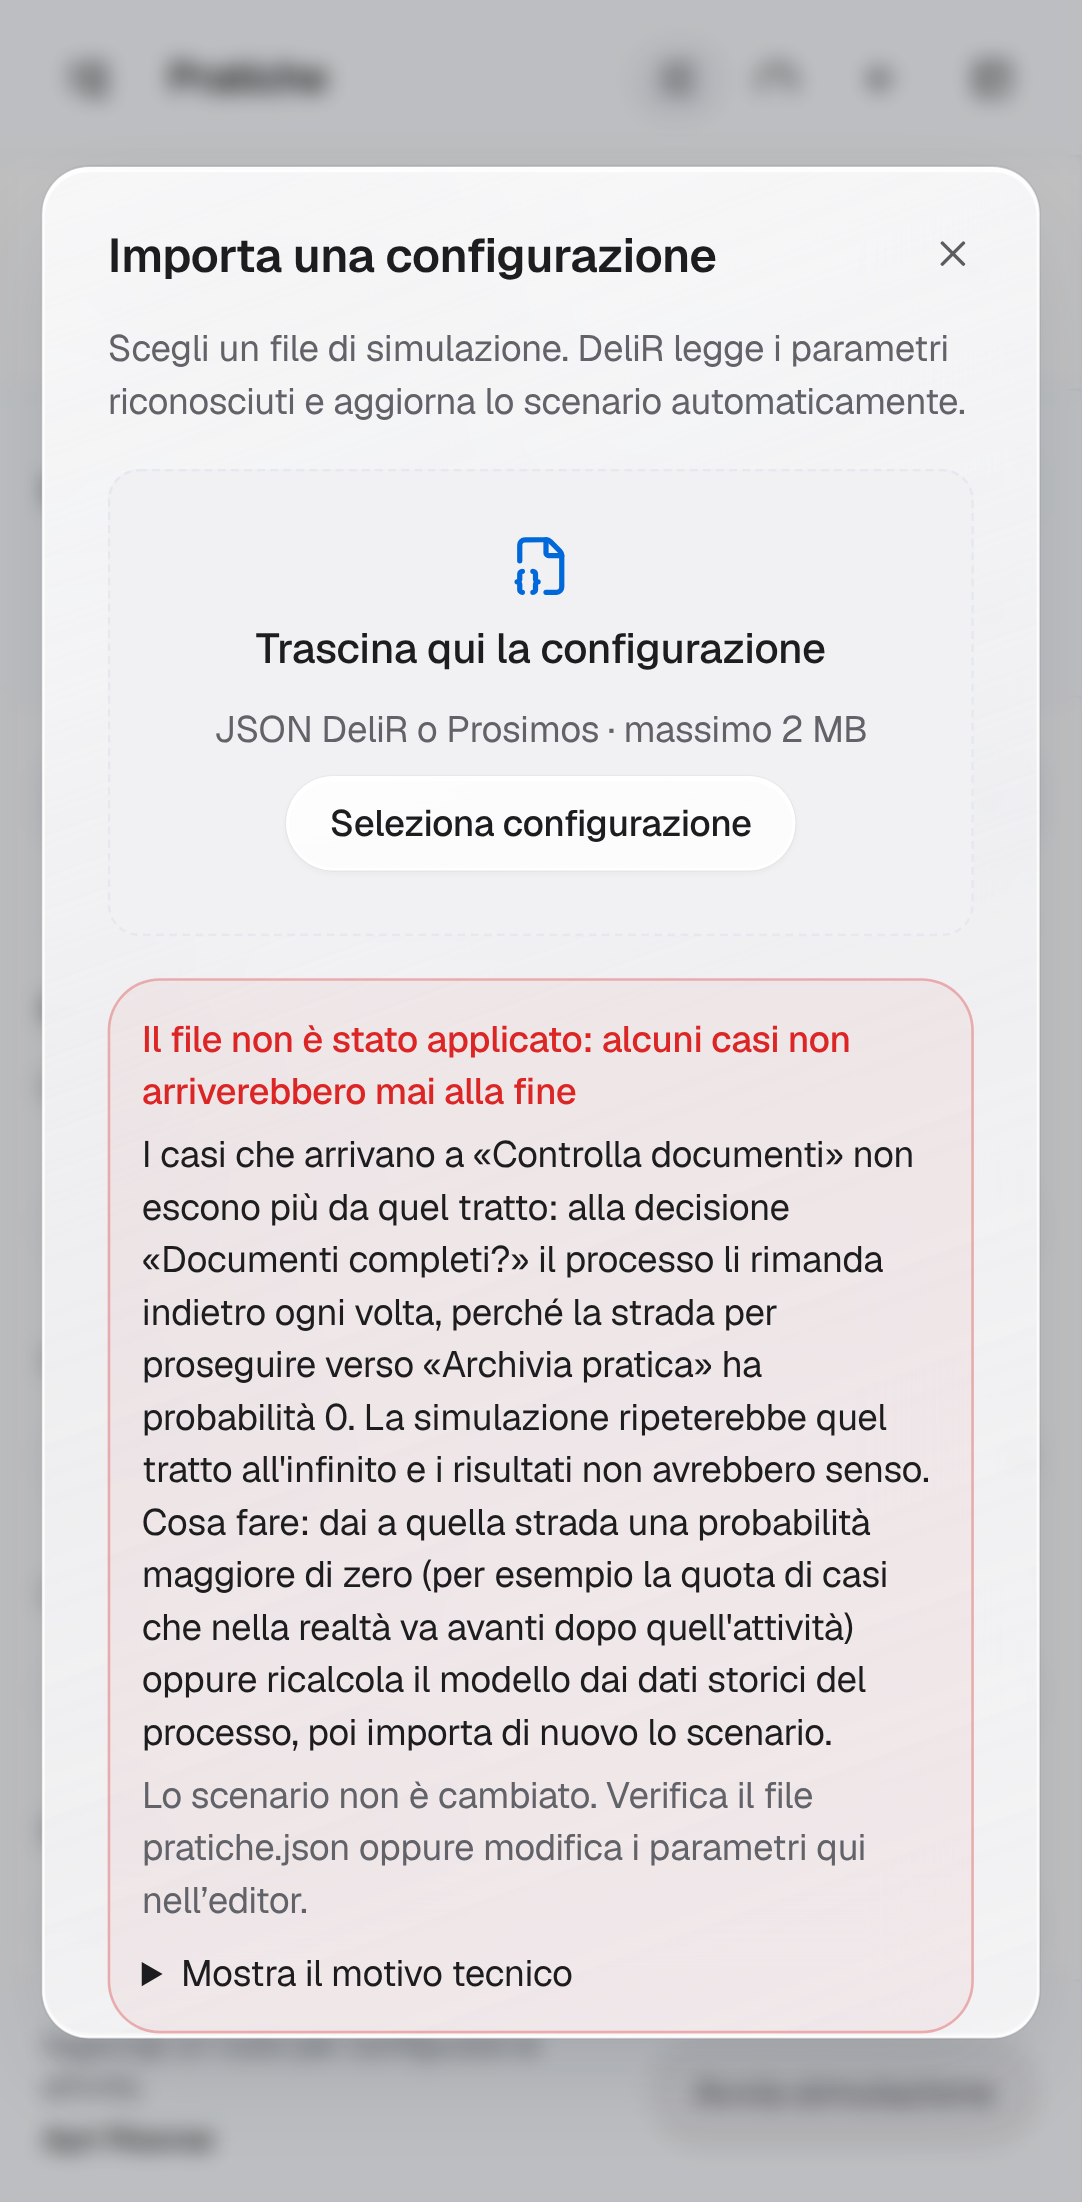 Pratiche
Importa una configurazione
Scegli un file di simulazione. DeliR legge i parametri
riconosciuti e aggiorna lo scenario automaticamente.
Trascina qui la configurazione
JSON DeliR o Prosimos · massimo 2 MB
Seleziona configurazione
Il file non è stato applicato: alcuni casi non
arriverebbero mai alla fine
I casi che arrivano a «Controlla documenti» non
escono più da quel tratto: alla decisione
«Documenti completi?» il processo li rimanda
indietro ogni volta, perché la strada per
proseguire verso «Archivia pratica» ha
probabilità 0. La simulazione ripeterebbe quel
tratto all'infinito e i risultati non avrebbero senso.
Cosa fare: dai a quella strada una probabilità
maggiore di zero (per esempio la quota di casi
che nella realtà va avanti dopo quell'attività)
oppure ricalcola il modello dai dati storici del
processo, poi importa di nuovo lo scenario.
Lo scenario non è cambiato. Verifica il file
pratiche.json oppure modifica i parametri qui
nell’editor.
Mostra il motivo tecnico